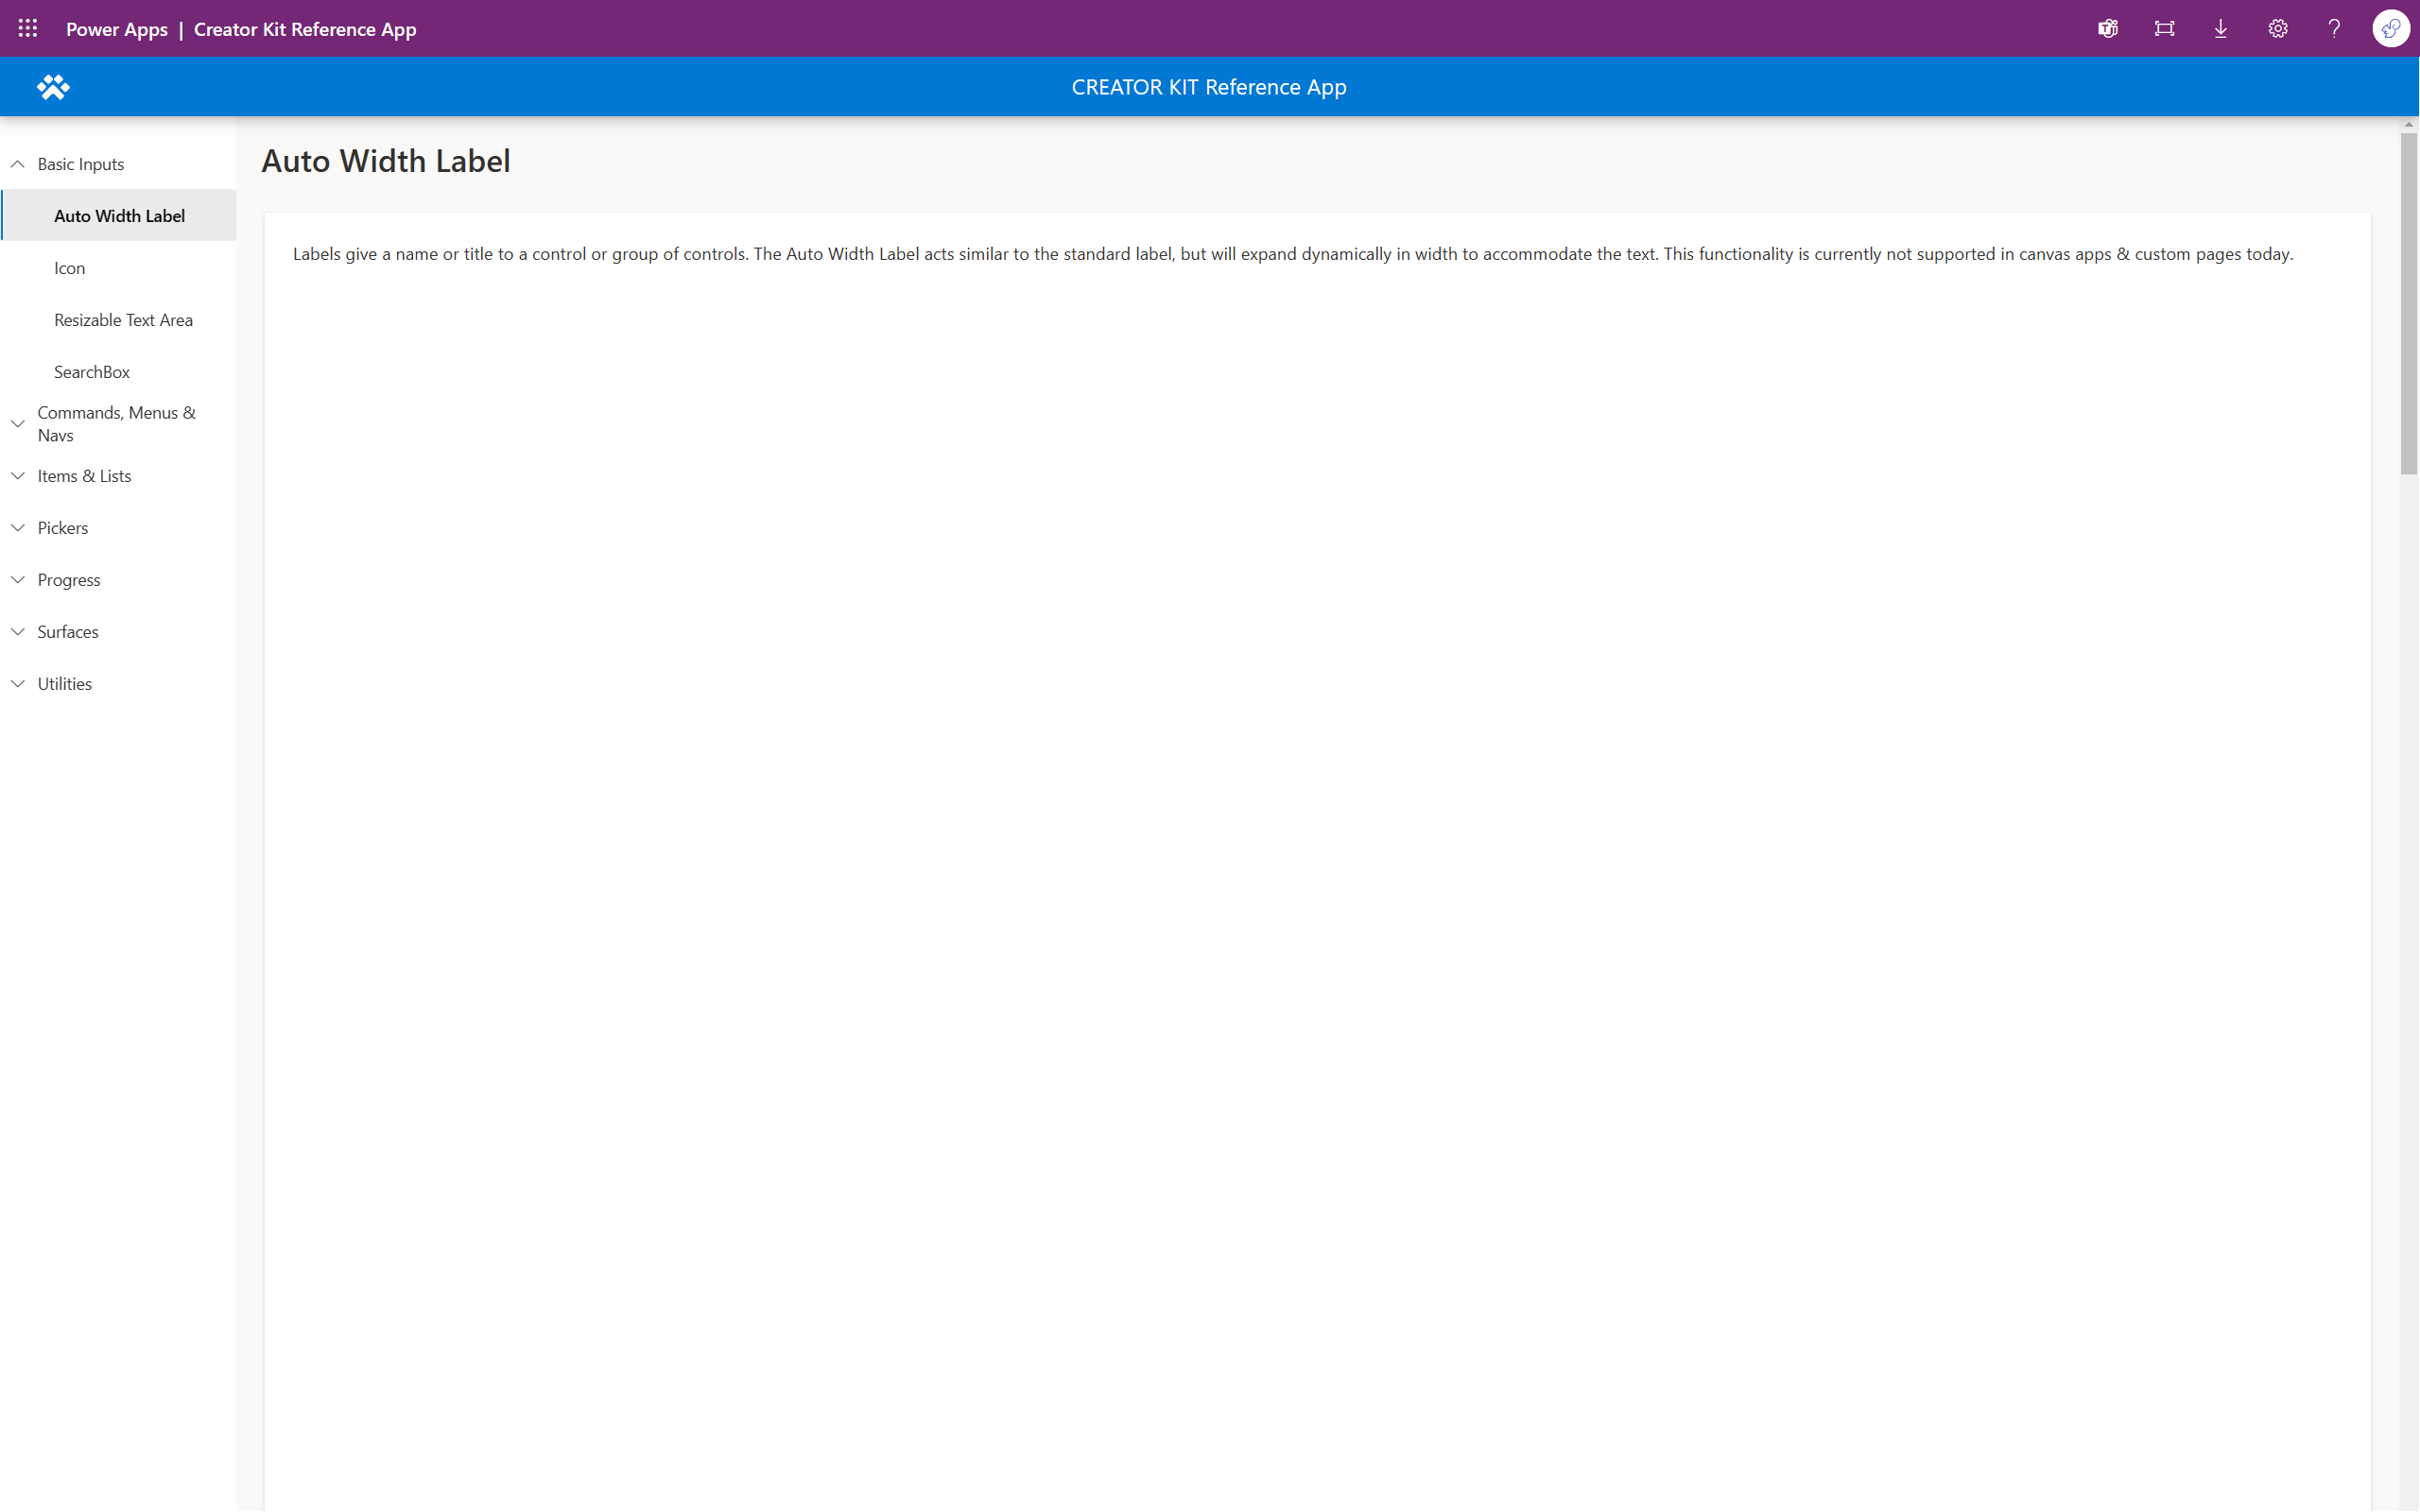 Power Apps | Creator Kit Reference App
CREATOR KIT Reference App
Basic Inputs
Auto Width Label
Icon
Resizable Text Area
SearchBox
Commands, Menus &
Navs
Items & Lists
Pickers
Progress
Surfaces
Utilities
Auto Width Label
Labels give a name or title to a control or group of controls. The Auto Width Label acts similar to the standard label, but will expand dynamically in width to accommodate the text. This functionality is currently not supported in canvas apps & custom pages today.